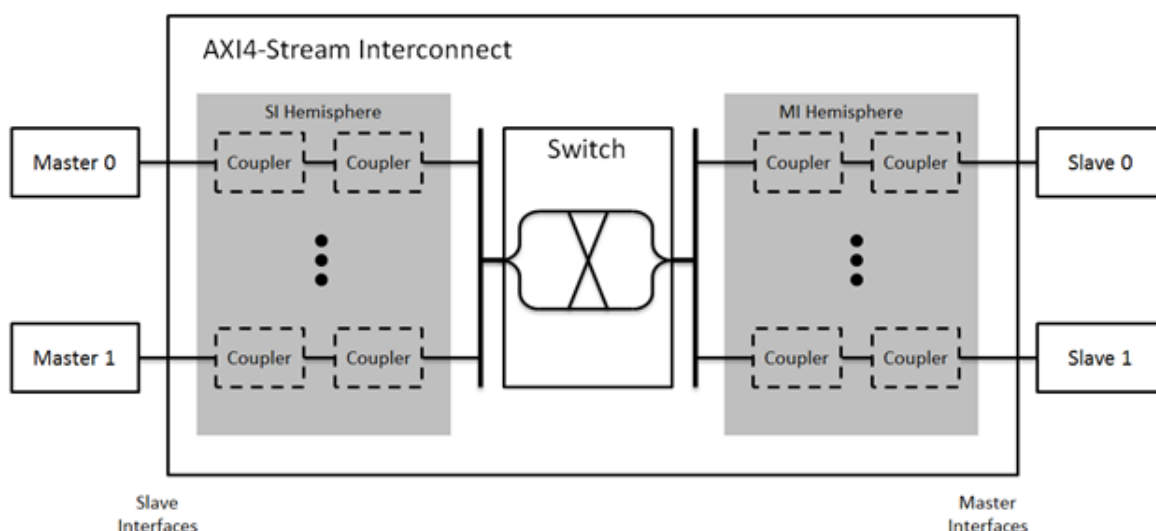 AXI4-Stream Interconnect
SI Hemisphere
MI Hemisphere
Switch
Master 0
Coupler
Coupler
Coupler
Coupler
Slave 0
Master 1
Coupler
Coupler
Coupler
Coupler
Slave 1
Slave
Interfaces
Master
Interfaces